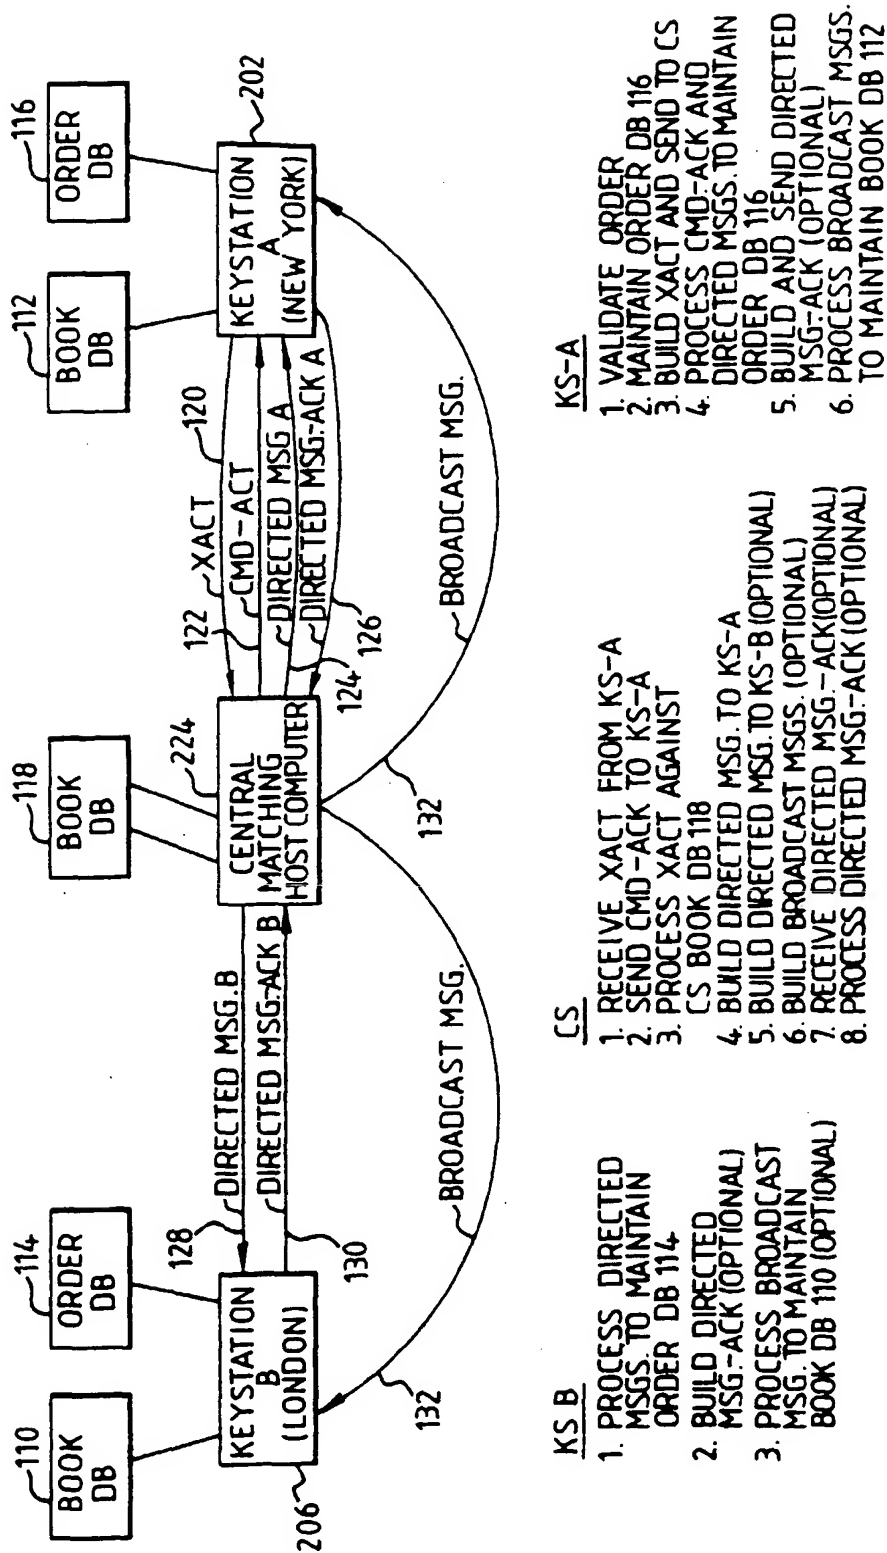 110
BOOK
DB
114
ORDER
DB
118
BOOK
DB
112
BOOK
DB
116
ORDER
DB
KEYSTATION
B
(LONDON)
206
128
DIRECTED MSG. B
DIRECTED MSG-ACK B
130
224
CENTRAL
MATCHING
HOST COMPUTER
XACT
120
122
CMD-ACT
DIRECTED MSG A
124
DIRECTED MSG-ACK A
126
KEYSTATION
A
(NEW YORK)
202
132
BROADCAST MSG.
132
BROADCAST MSG.
KS B
1. PROCESS DIRECTED
MSGS. TO MAINTAIN
ORDER DB 114
2. BUILD DIRECTED
MSG-ACK (OPTIONAL)
3. PROCESS BROADCAST
MSG. TO MAINTAIN
BOOK DB 110 (OPTIONAL)
CS
1. RECEIVE XACT FROM KS-A
2. SEND CMD-ACK TO KS-A
3. PROCESS XACT AGAINST
CS BOOK DB 118
4. BUILD DIRECTED MSG. TO KS-A
5. BUILD DIRECTED MSG. TO KS-B (OPTIONAL)
6. BUILD BROADCAST MSGS. (OPTIONAL)
7. RECEIVE DIRECTED MSG.-ACK(OPTIONAL)
8. PROCESS DIRECTED MSG-ACK (OPTIONAL)
KS-A
1. VALIDATE ORDER
2. MAINTAIN ORDER DB 116
3. BUILD XACT AND SEND TO CS
4. PROCESS CMD-ACK AND
DIRECTED MSGS. TO MAINTAIN
ORDER DB 116
5. BUILD AND SEND DIRECTED
MSG-ACK (OPTIONAL)
6. PROCESS BROADCAST MSGS.
TO MAINTAIN BOOK DB 112